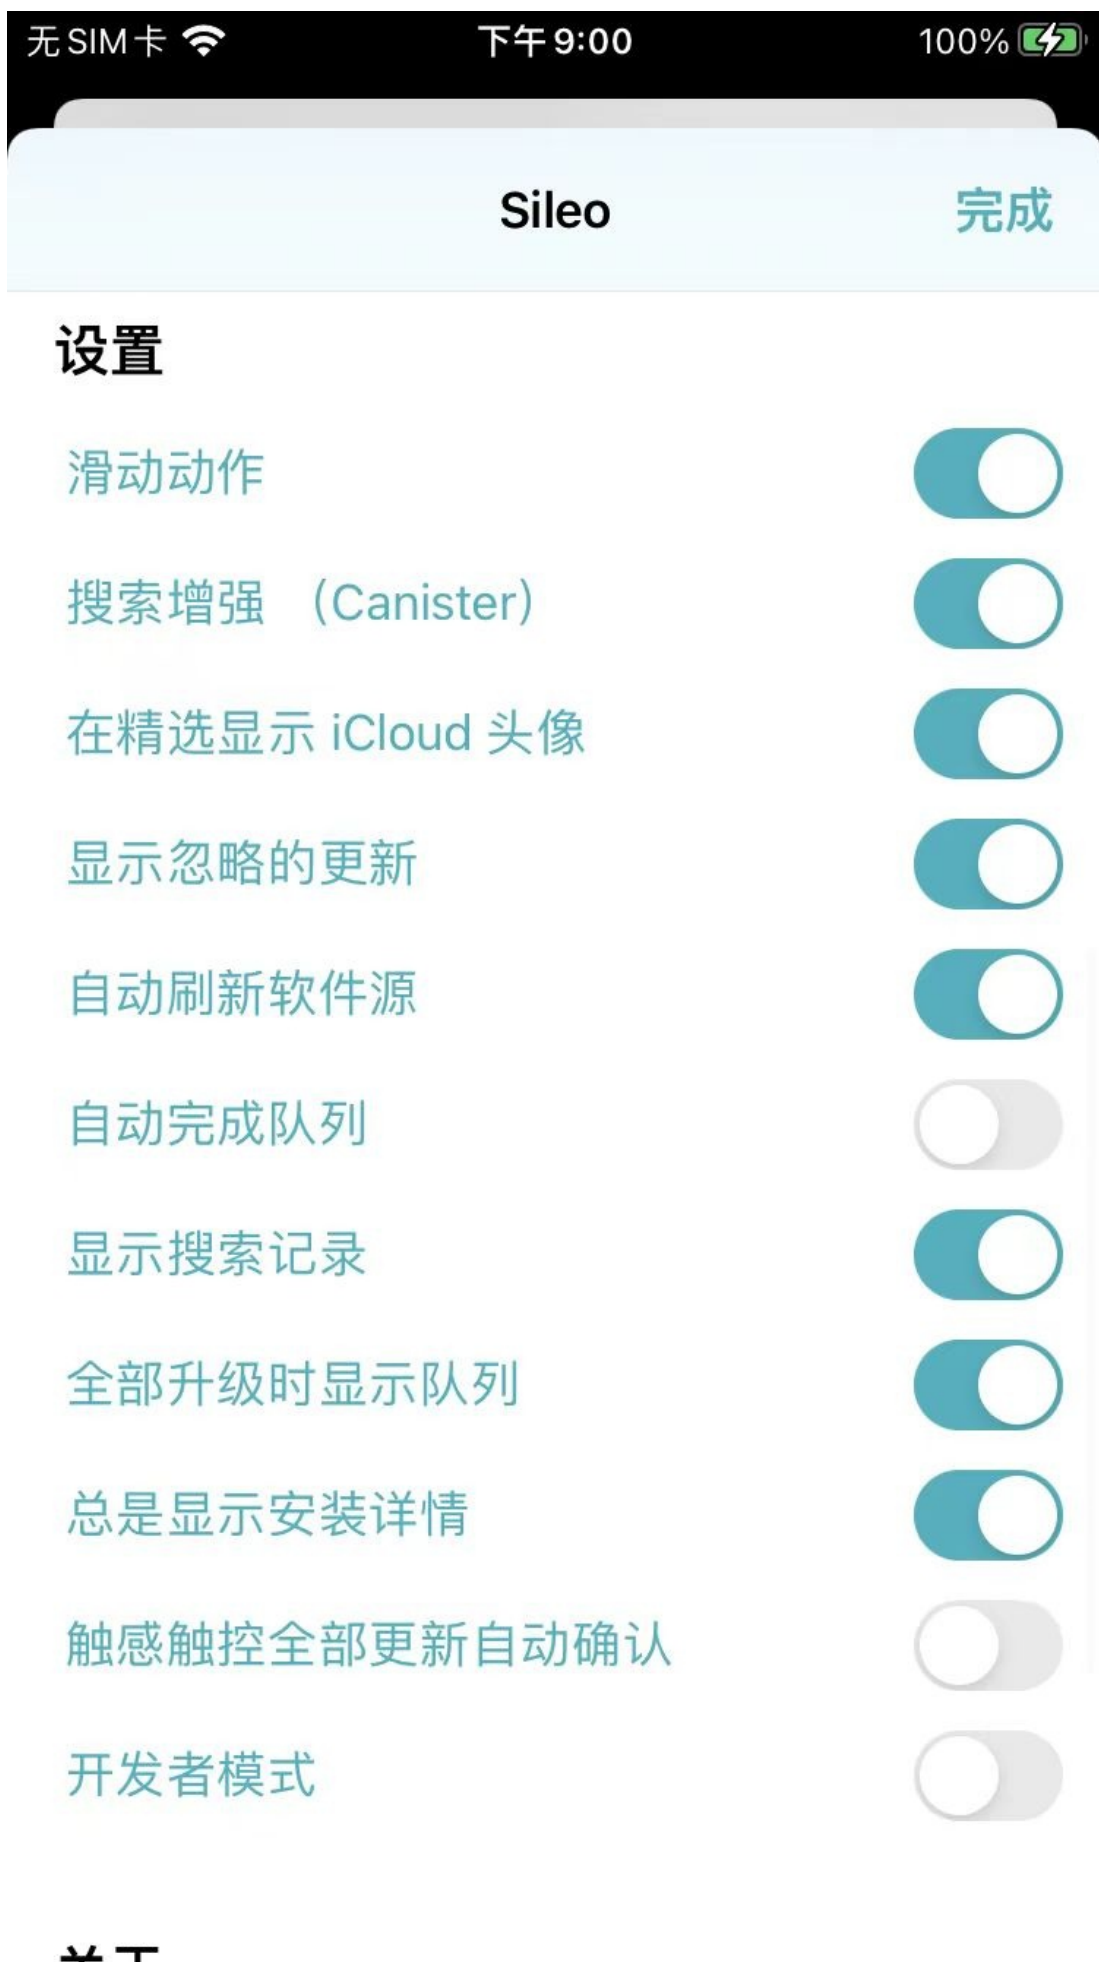 无SIM卡 下午9:00 100%
Sileo 完成
设置
滑动动作
搜索增强 （Canister）
在精选显示 iCloud 头像
显示忽略的更新
自动刷新软件源
自动完成队列
显示搜索记录
全部升级时显示队列
总是显示安装详情
触感触控全部更新自动确认
开发者模式